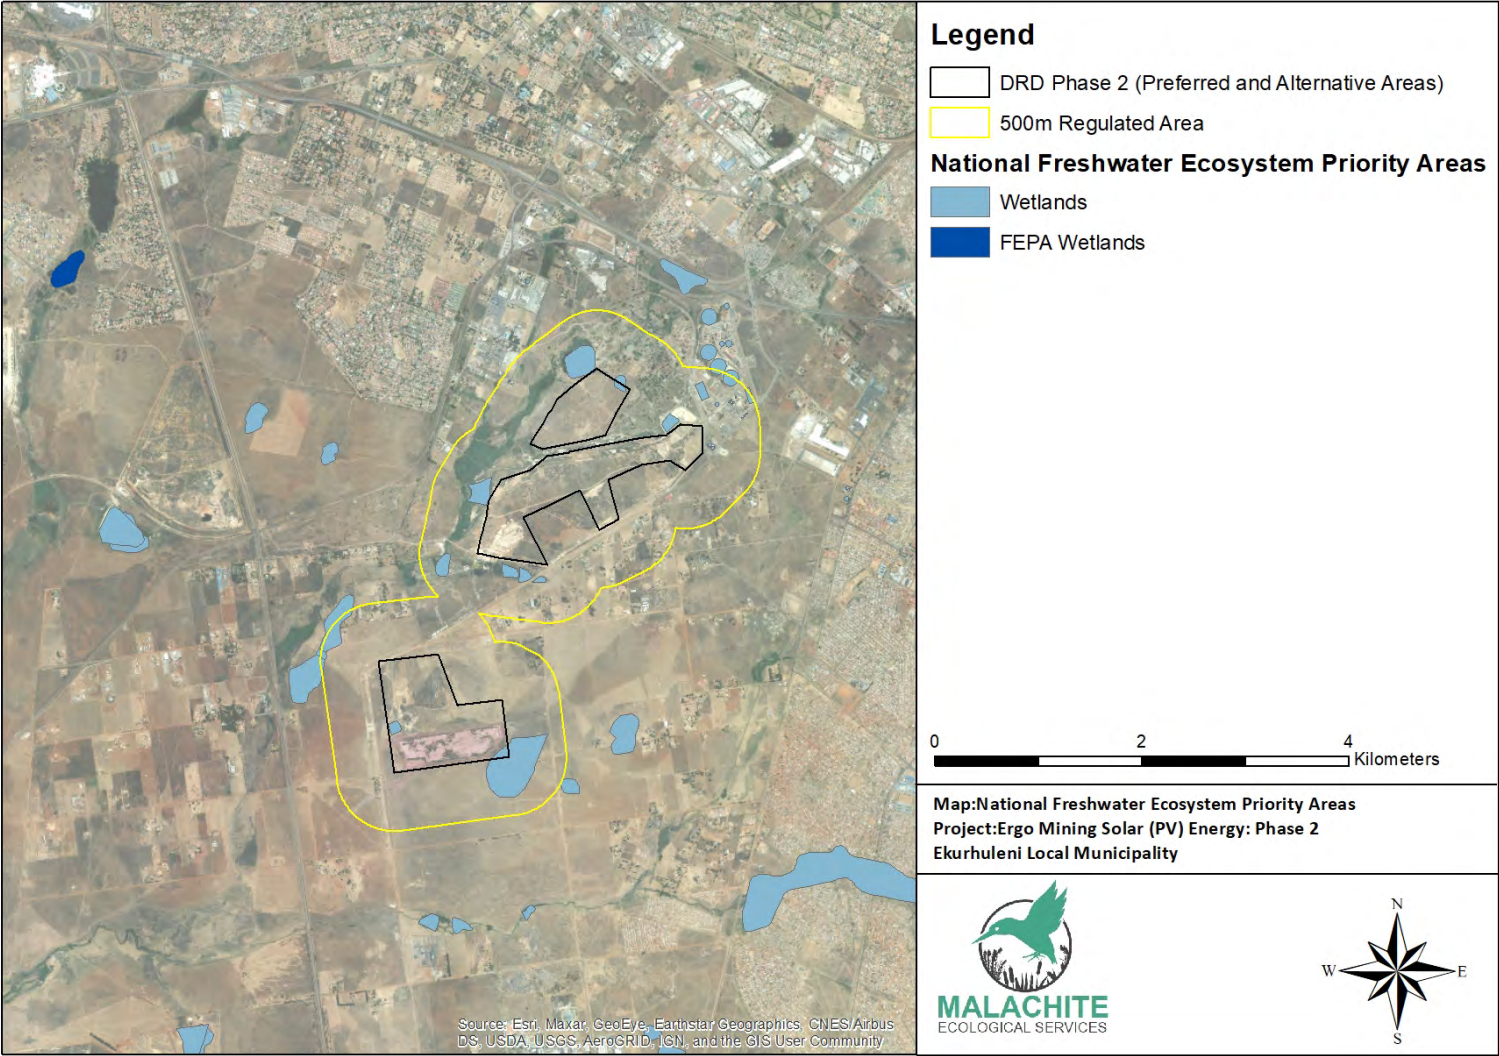 Legend
DRD Phase 2 (Preferred and Alternative Areas)
500m Regulated Area
National Freshwater Ecosystem Priority Areas
Wetlands
FEPA Wetlands
0 2 4
Kilometers
Map:National Freshwater Ecosystem Priority Areas
Project:Ergo Mining Solar (PV) Energy: Phase 2
Ekurhuleni Local Municipality
MALACHITE
ECOLOGICAL SERVICES
N
W E
S
Source: Esri, Maxar, GeoEye, Earthstar Geographics, CNES/Airbus
DS, USDA, USGS, AeroGRID, IGN, and the GIS User Community